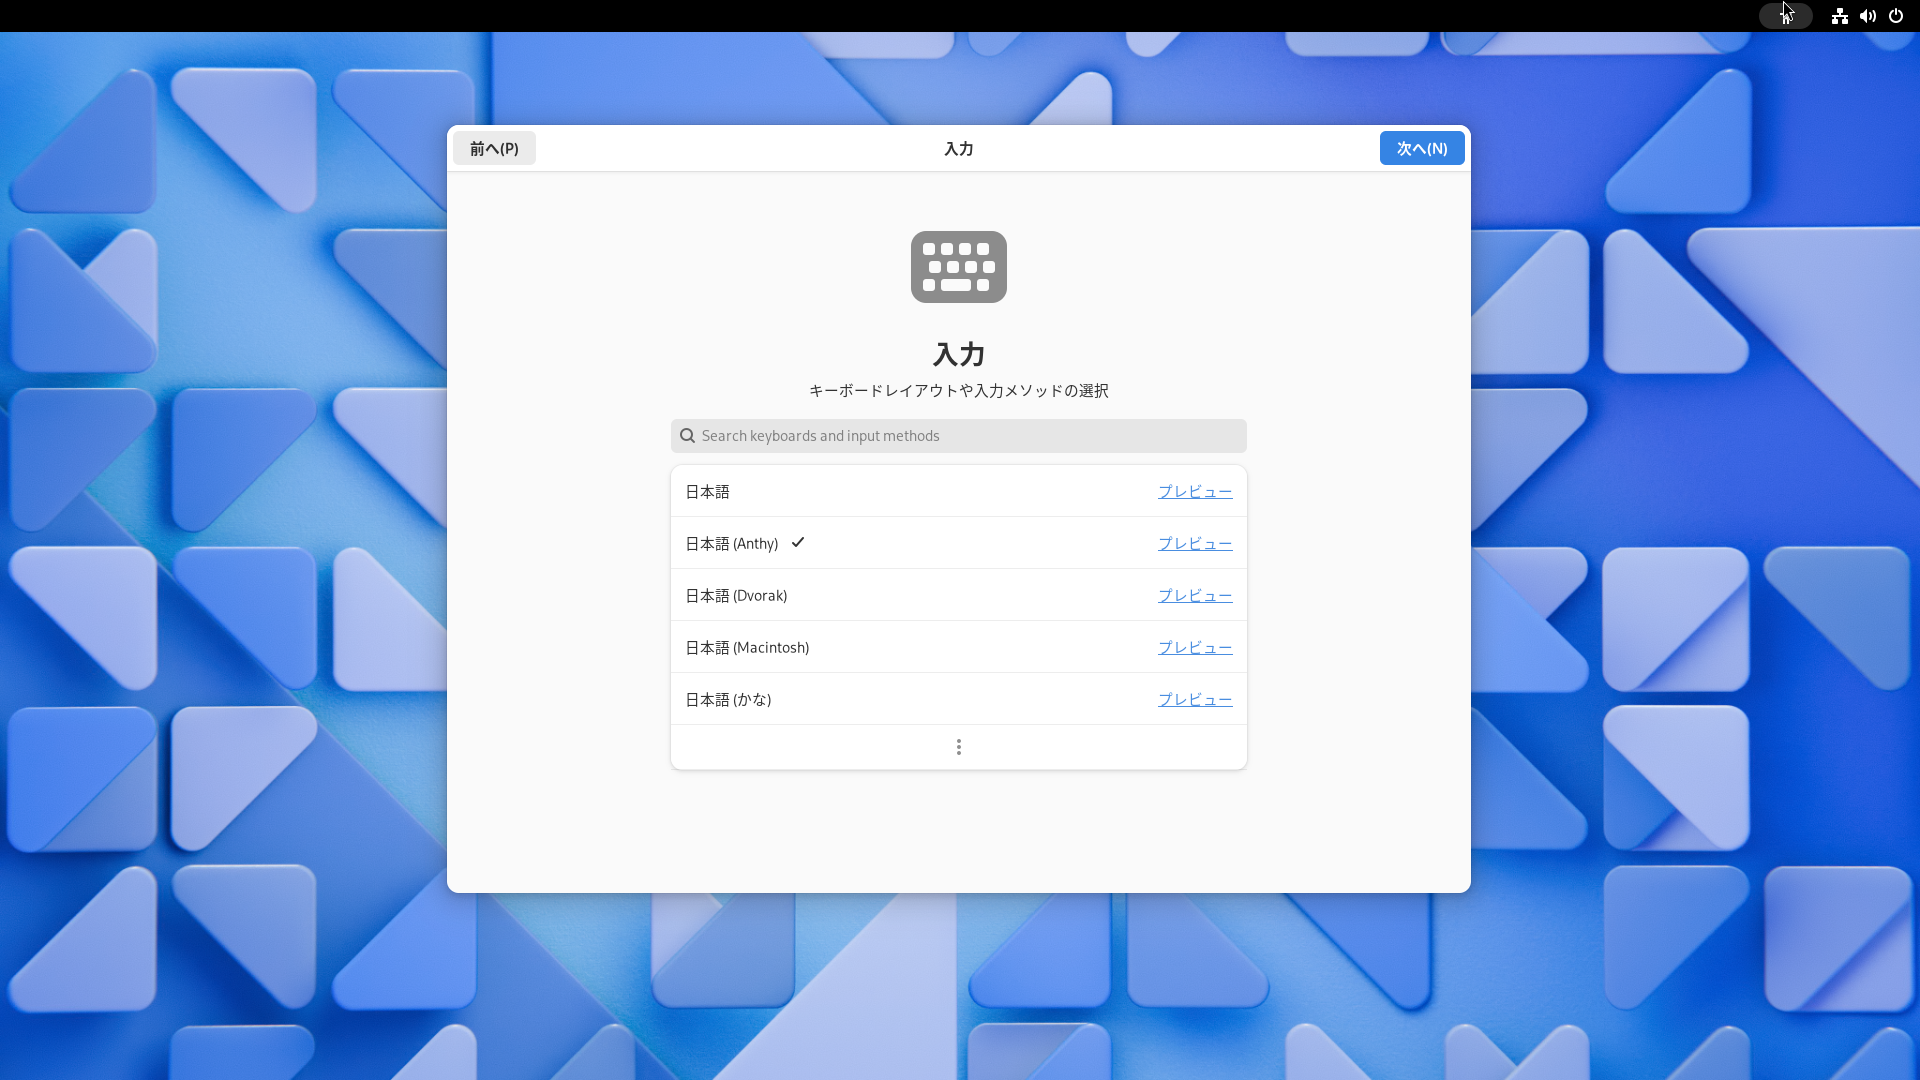 前へ(P)
入力
次へ(N)
入力
キーボードレイアウトや入力メソッドの選択
Search keyboards and input methods
日本語 プレビュー
日本語 (Anthy) プレビュー
日本語 (Dvorak) プレビュー
日本語 (Macintosh) プレビュー
日本語 (かな) プレビュー